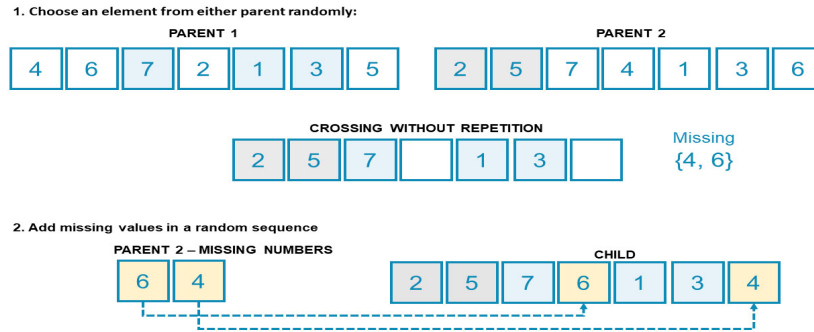 1. Choose an element from either parent randomly:
PARENT 1
PARENT 2
4 6 7 2 1 3 5
2 5 7 4 1 3 6
CROSSING WITHOUT REPETITION
2 5 7 1 3
Missing
{4, 6}
2. Add missing values in a random sequence
PARENT 2 – MISSING NUMBERS
CHILD
6 4
2 5 7 6 1 3 4